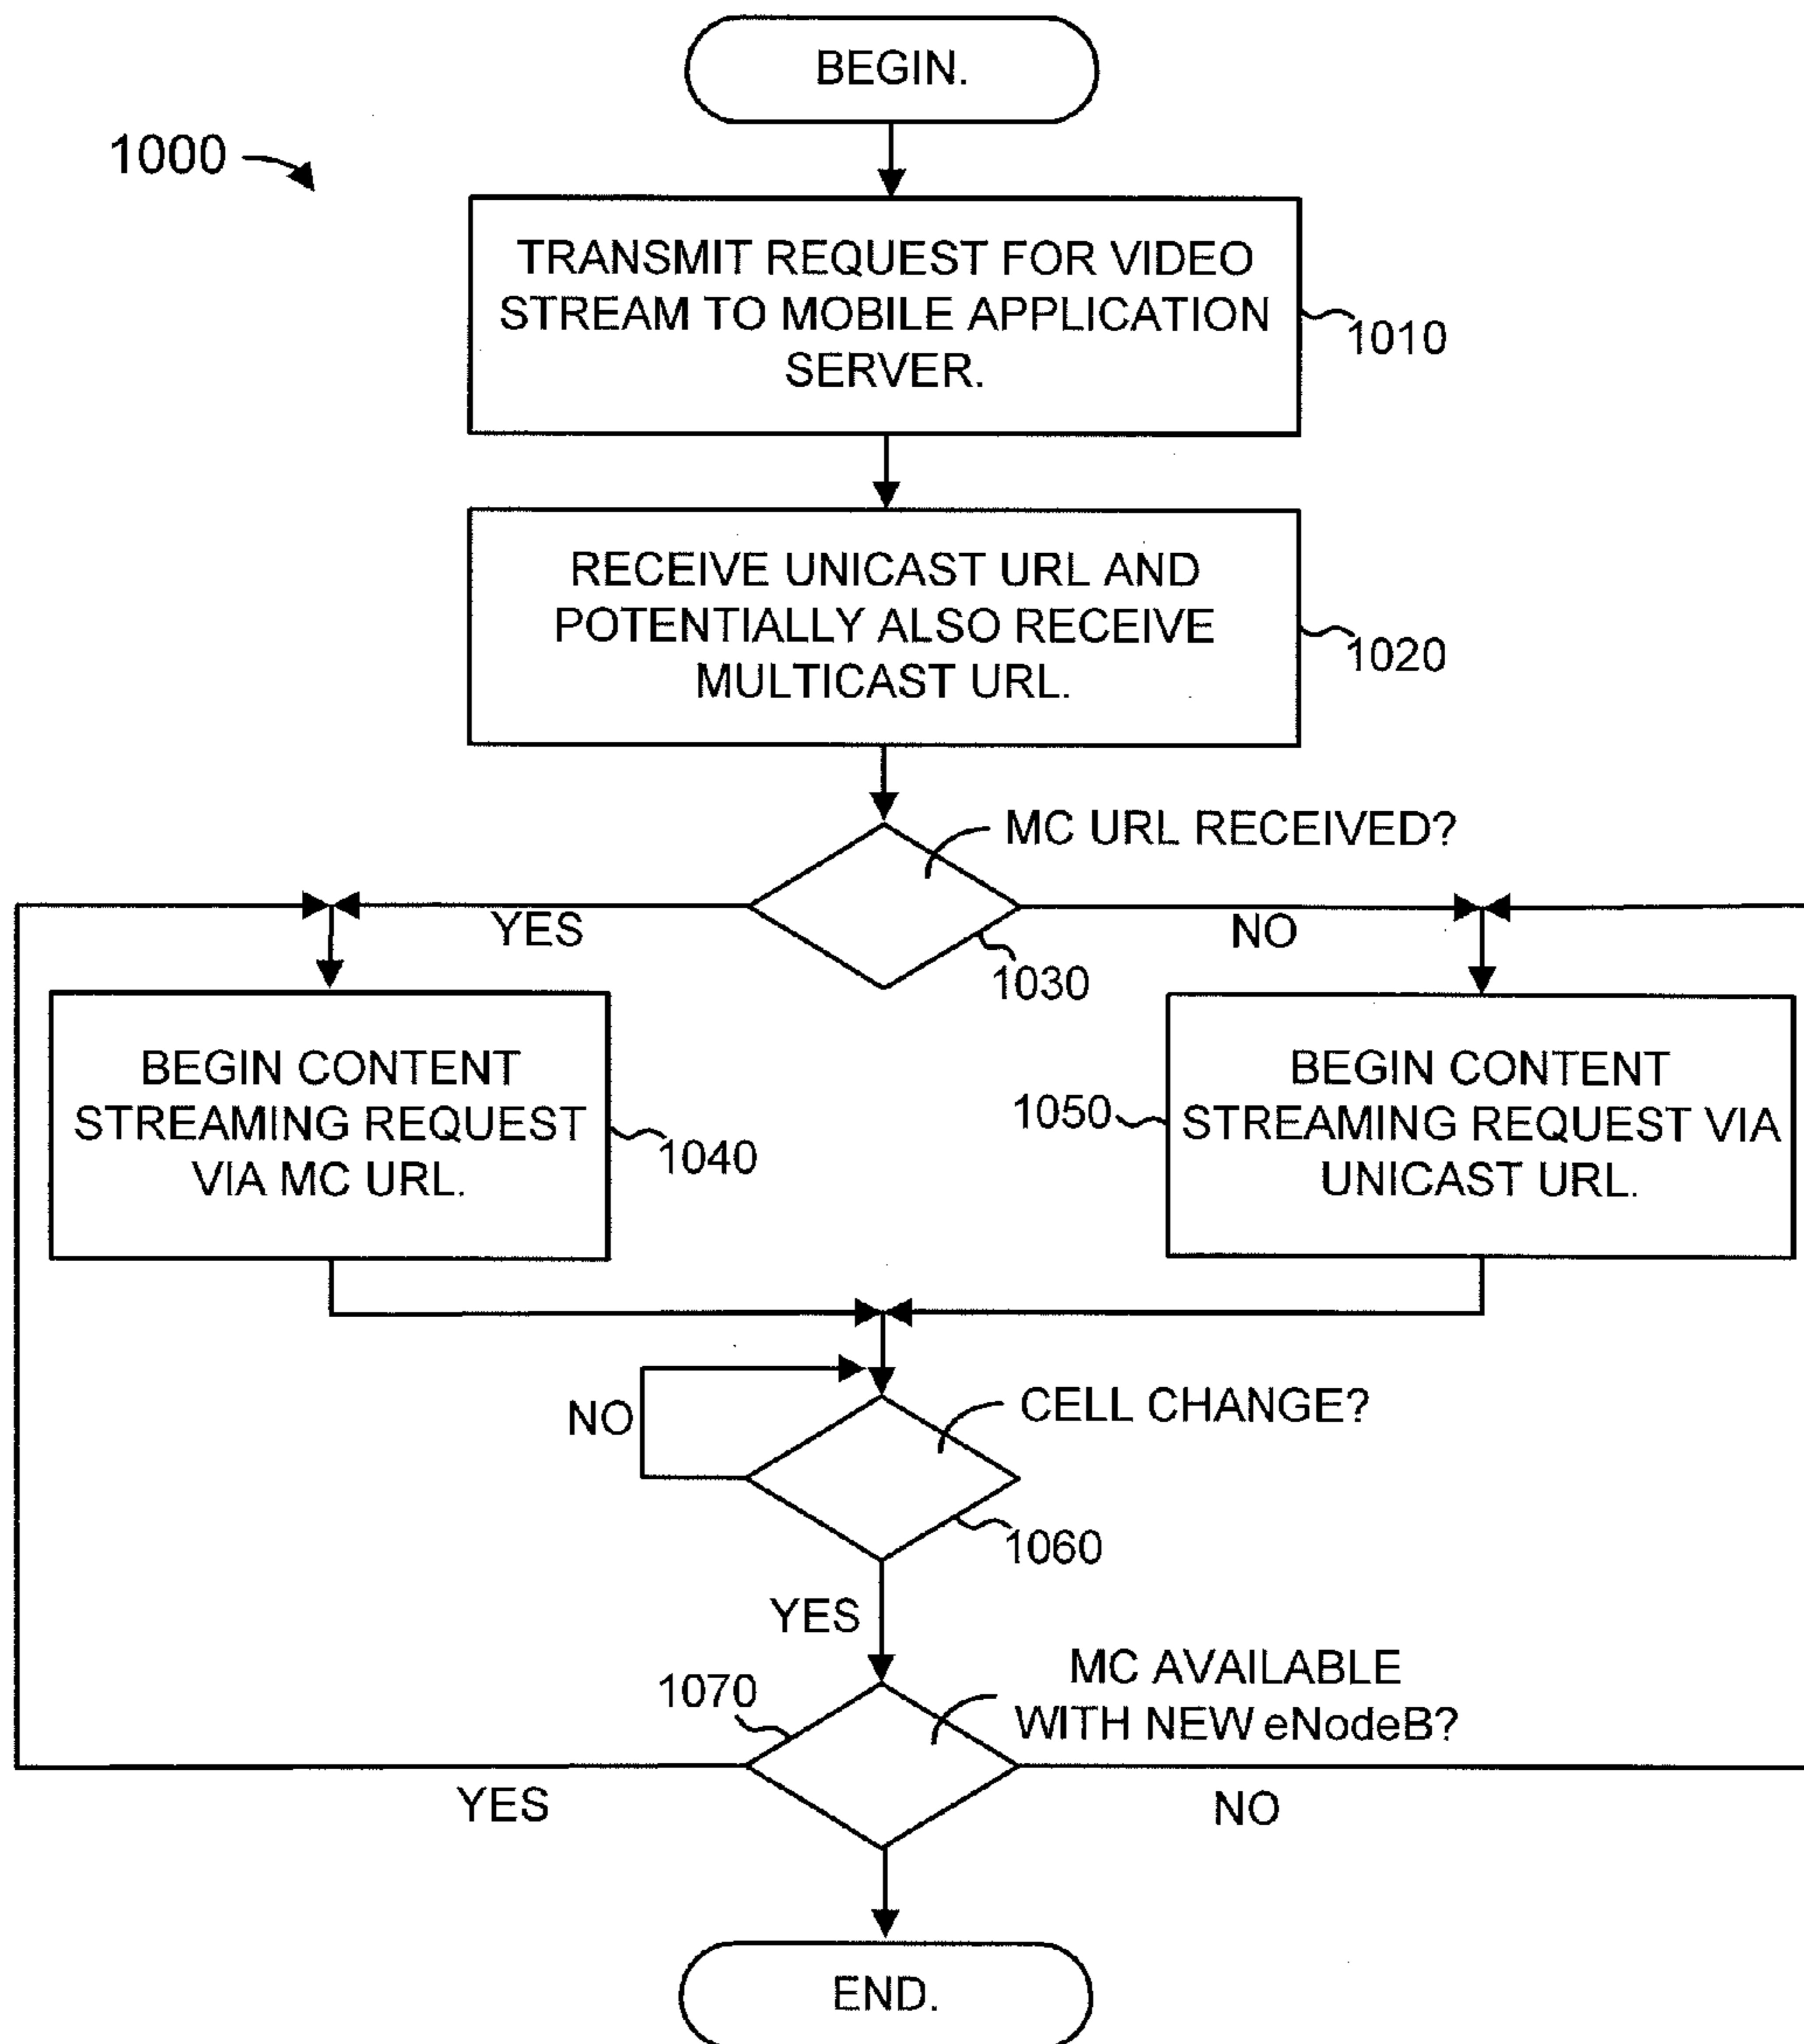 BEGIN.
1000
TRANSMIT REQUEST FOR VIDEO
STREAM TO MOBILE APPLICATION
SERVER.
1010
RECEIVE UNICAST URL AND
POTENTIALLY ALSO RECEIVE
MULTICAST URL.
1020
MC URL RECEIVED?
YES
NO
1030
BEGIN CONTENT
STREAMING REQUEST
VIA MC URL.
1040
1050
BEGIN CONTENT
STREAMING REQUEST VIA
UNICAST URL.
NO
CELL CHANGE?
1060
YES
1070
MC AVAILABLE
WITH NEW eNodeB?
YES
NO
END.